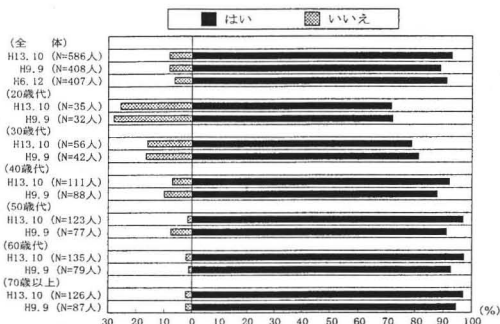 はい いいえ
(全 体)
H13.10 (N=586人)
H9.9 (N=408人)
H6.12 (N=407人)
(20歳代)
H13.10 (N=35人)
H9.9 (N=32人)
(30歳代)
H13.10 (N=56人)
H9.9 (N=42人)
(40歳代)
H13.10 (N=111人)
H9.9 (N=88人)
(50歳代)
H13.10 (N=123人)
H9.9 (N=77人)
(60歳代)
H13.10 (N=135人)
H9.9 (N=79人)
(70歳以上)
H13.10 (N=126人)
H9.9 (N=87人)
30 20 10 0 10 20 30 40 50 60 70 80 90 100 (%)